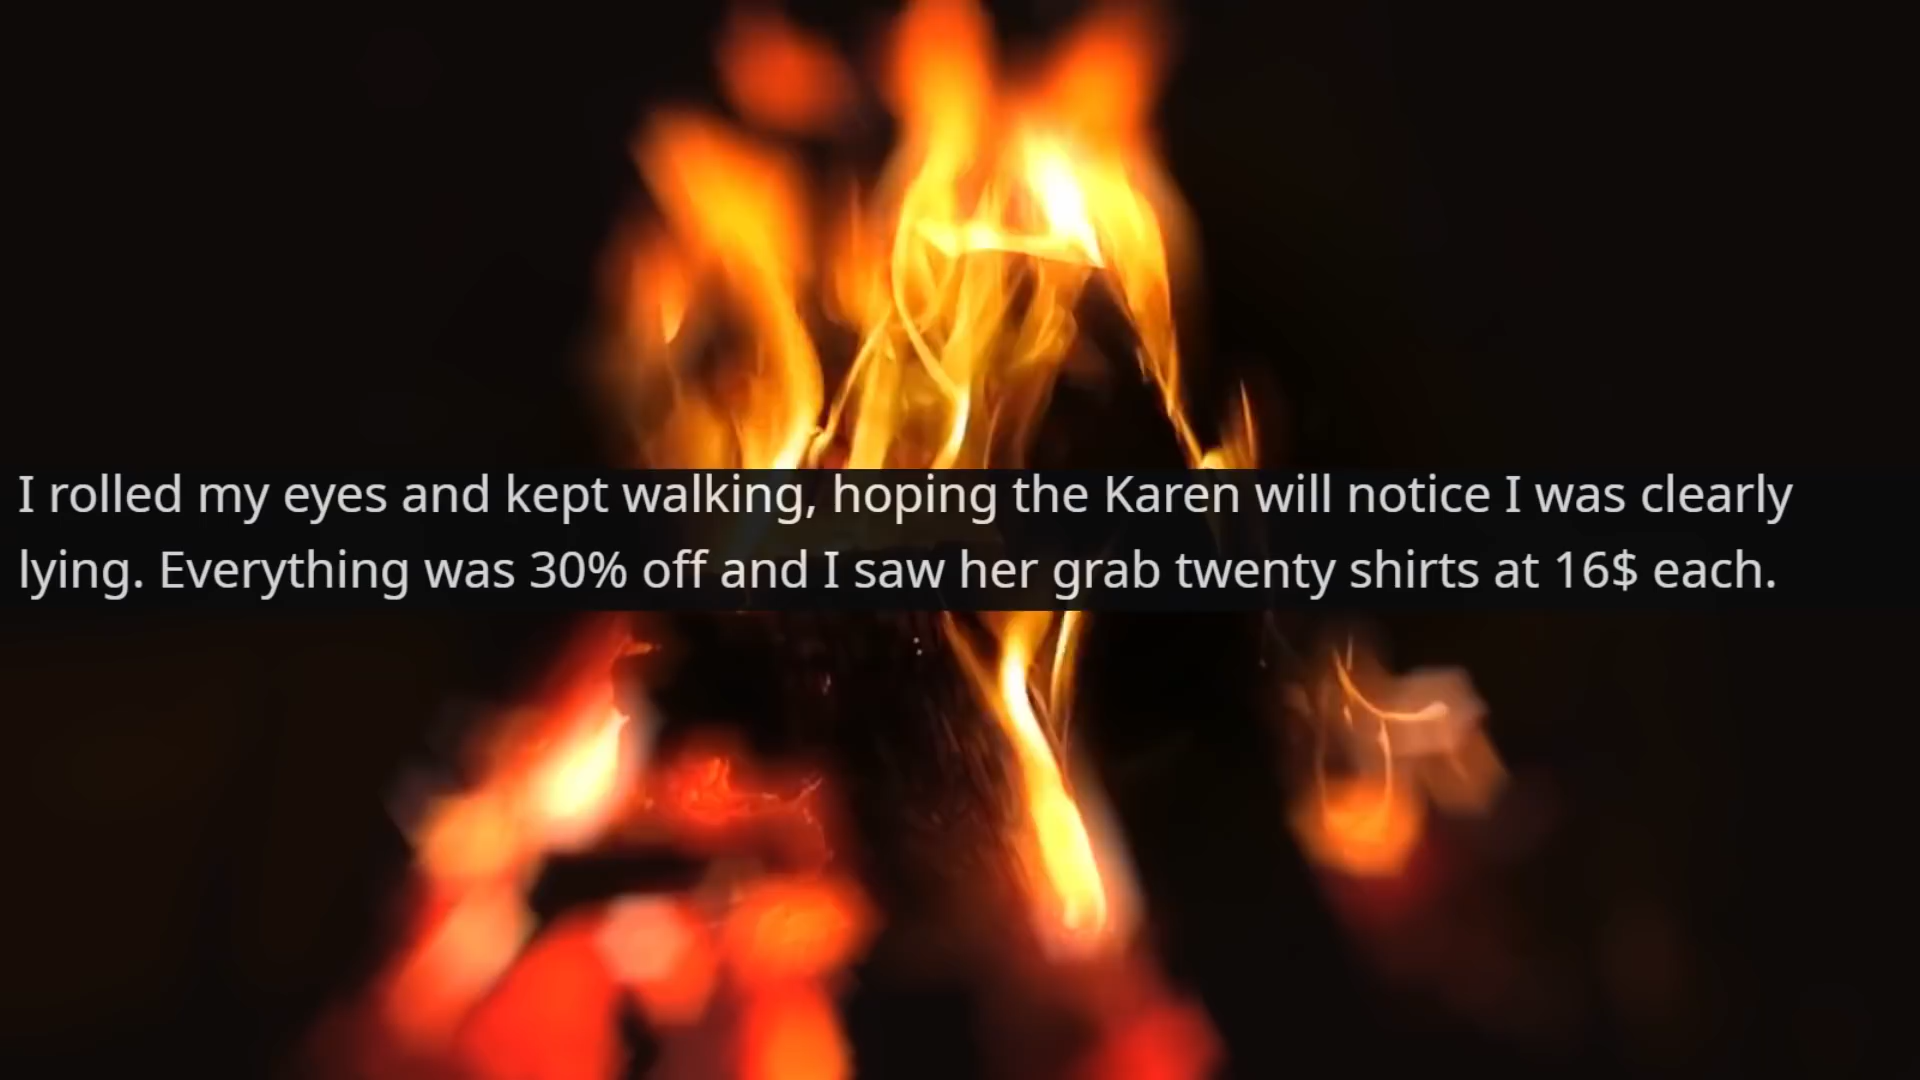 I rolled my eyes and kept walking, hoping the Karen will notice I was clearly
lying. Everything was 30% off and I saw her grab twenty shirts at 16$ each.